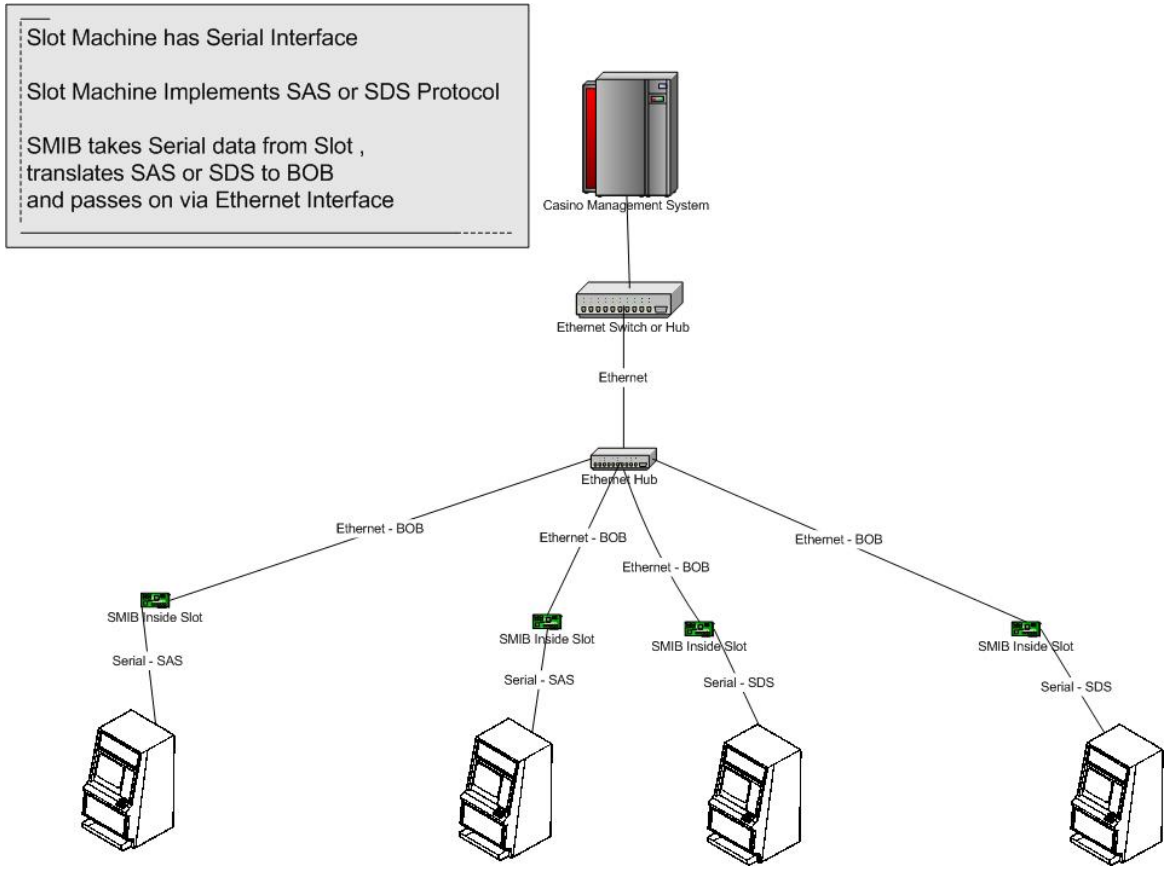 Slot Machine has Serial Interface
Slot Machine Implements SAS or SDS Protocol
SMIB takes Serial data from Slot ,
translates SAS or SDS to BOB
and passes on via Ethernet Interface
Casino Management System
Ethernet Switch or Hub
Ethernet
Ethernet Hub
Ethernet - BOB
Ethernet - BOB
Ethernet - BOB
Ethernet - BOB
SMIB Inside Slot
SMIB Inside Slot
SMIB Inside Slot
SMIB Inside Slot
Serial - SAS
Serial - SAS
Serial - SDS
Serial - SDS